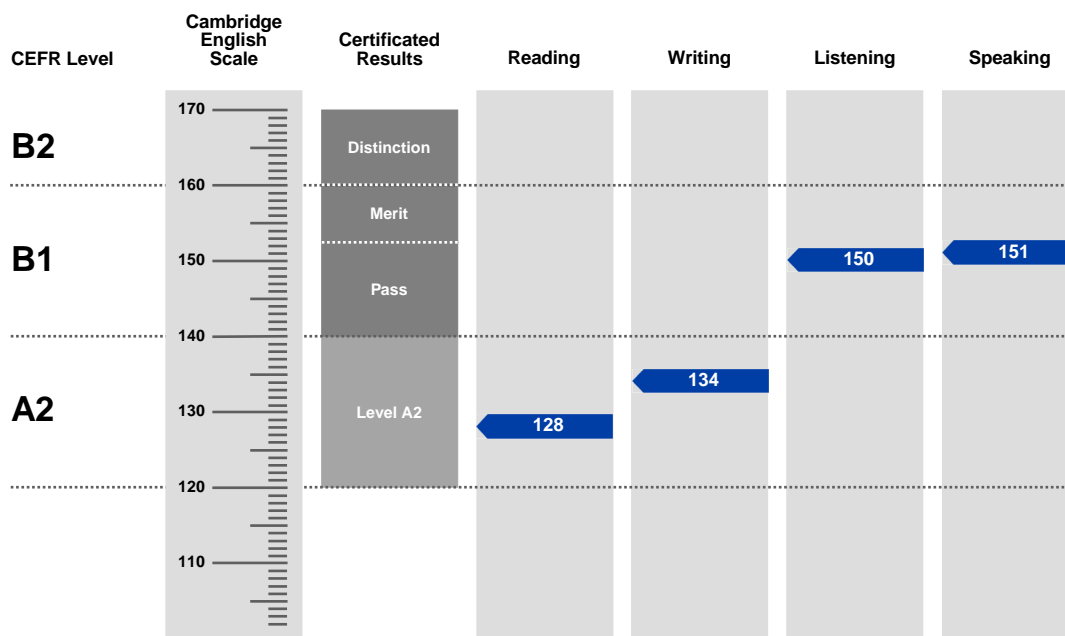 CEFR Level
Cambridge
English
Scale
Certificated
Results
Reading
Writing
Listening
Speaking
170
B2
Distinction
160
Merit
B1
150
150
151
Pass
140
134
A2
130
Level A2
128
120
110